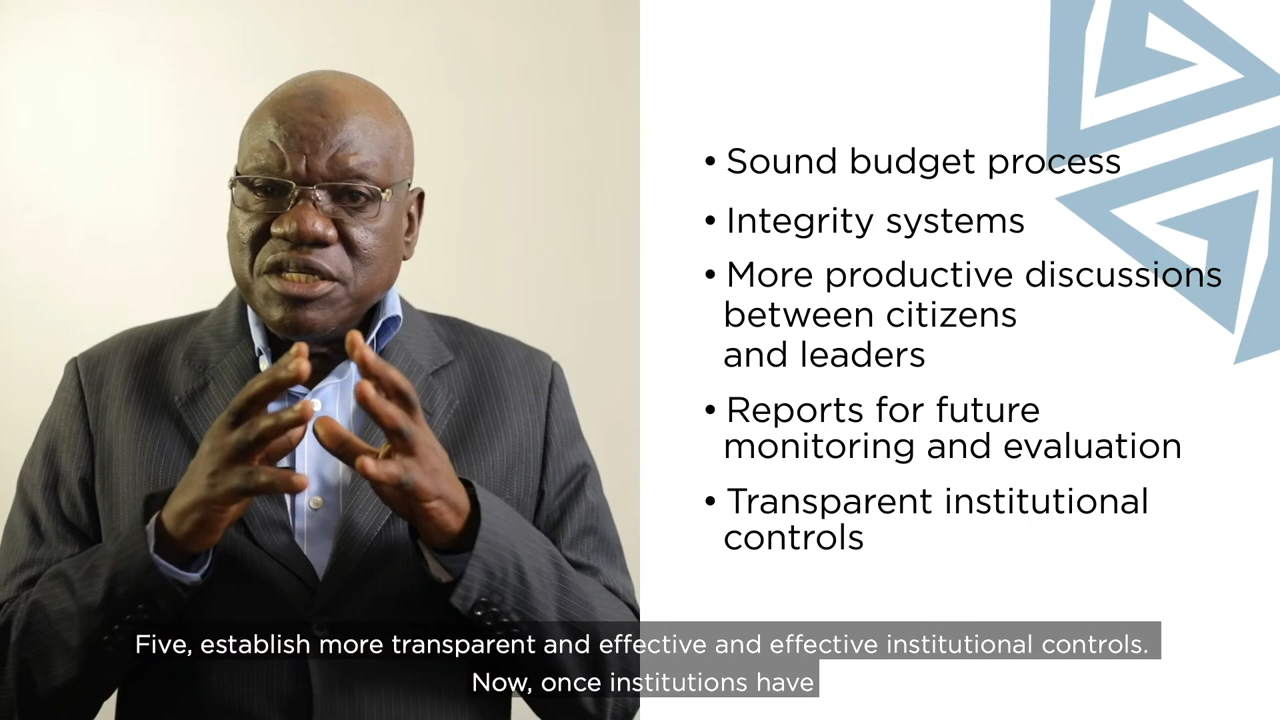 • Sound budget process
• Integrity systems
• More productive discussions
between citizens
and leaders
• Reports for future
monitoring and evaluation
• Transparent institutional
controls
Five, establish more transparent and effective and effective institutional controls.
Now, once institutions have